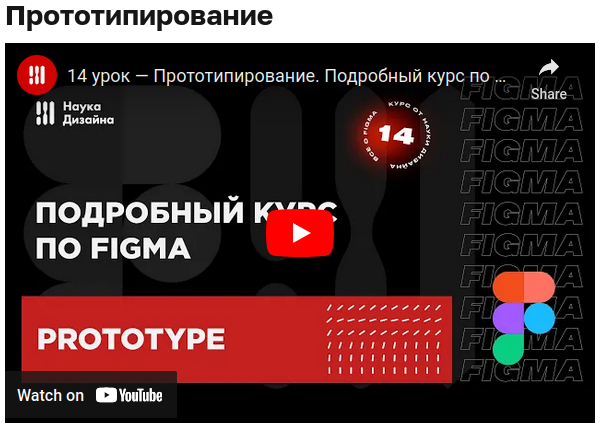 Прототипирование
14 урок — Прототипирование. Подробный курс по ...
Share
Наука
Дизайна
КУРС ОТ НАУКИ ДИЗАЙНА
ВСЕ О FIGMA
14
ПОДРОБНЫЙ КУРС
ПО FIGMA
PROTOTYPE
FIGMA
FIGMA
FIGMA
FIGMA
FIGMA
FIGMA
FIGMA
FIGMA
FIGMA
FIGMA
Watch on YouTube